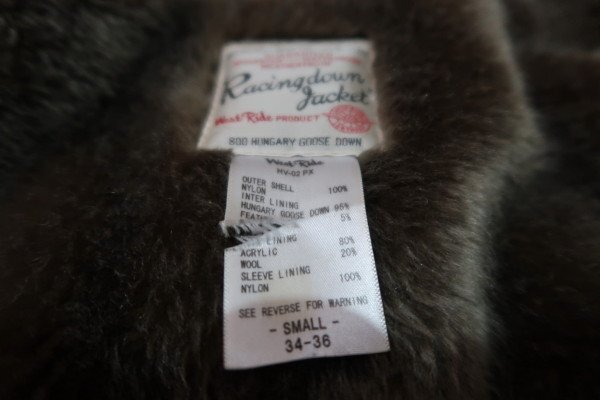 Racingdown
Jacket
West Ride PRODUCT
800 HUNGARY GOOSE DOWN
West Ride
HV-02 PX
OUTER SHELL
NYLON 100%
INTER LINING
HUNGARY GOOSE DOWN 95%
5%
LINING
ACRYLIC 80%
WOOL 20%
SLEEVE LINING
NYLON 100%
SEE REVERSE FOR WARNING
- SMALL -
34-36